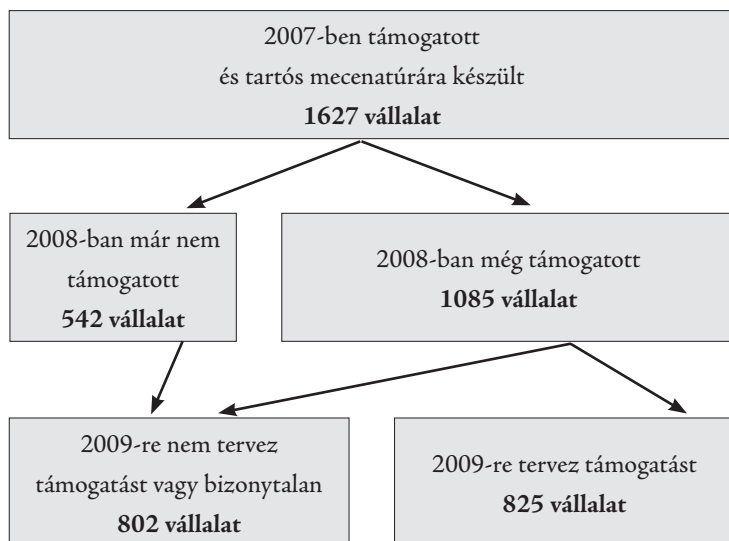 2007-ben támogatott
és tartós mecenatúrára készült
1627 vállalat
2008-ban már nem
támogatott
542 vállalat
2008-ban még támogatott
1085 vállalat
2009-re nem tervez
támogatást vagy bizonytalan
802 vállalat
2009-re tervez támogatást
825 vállalat